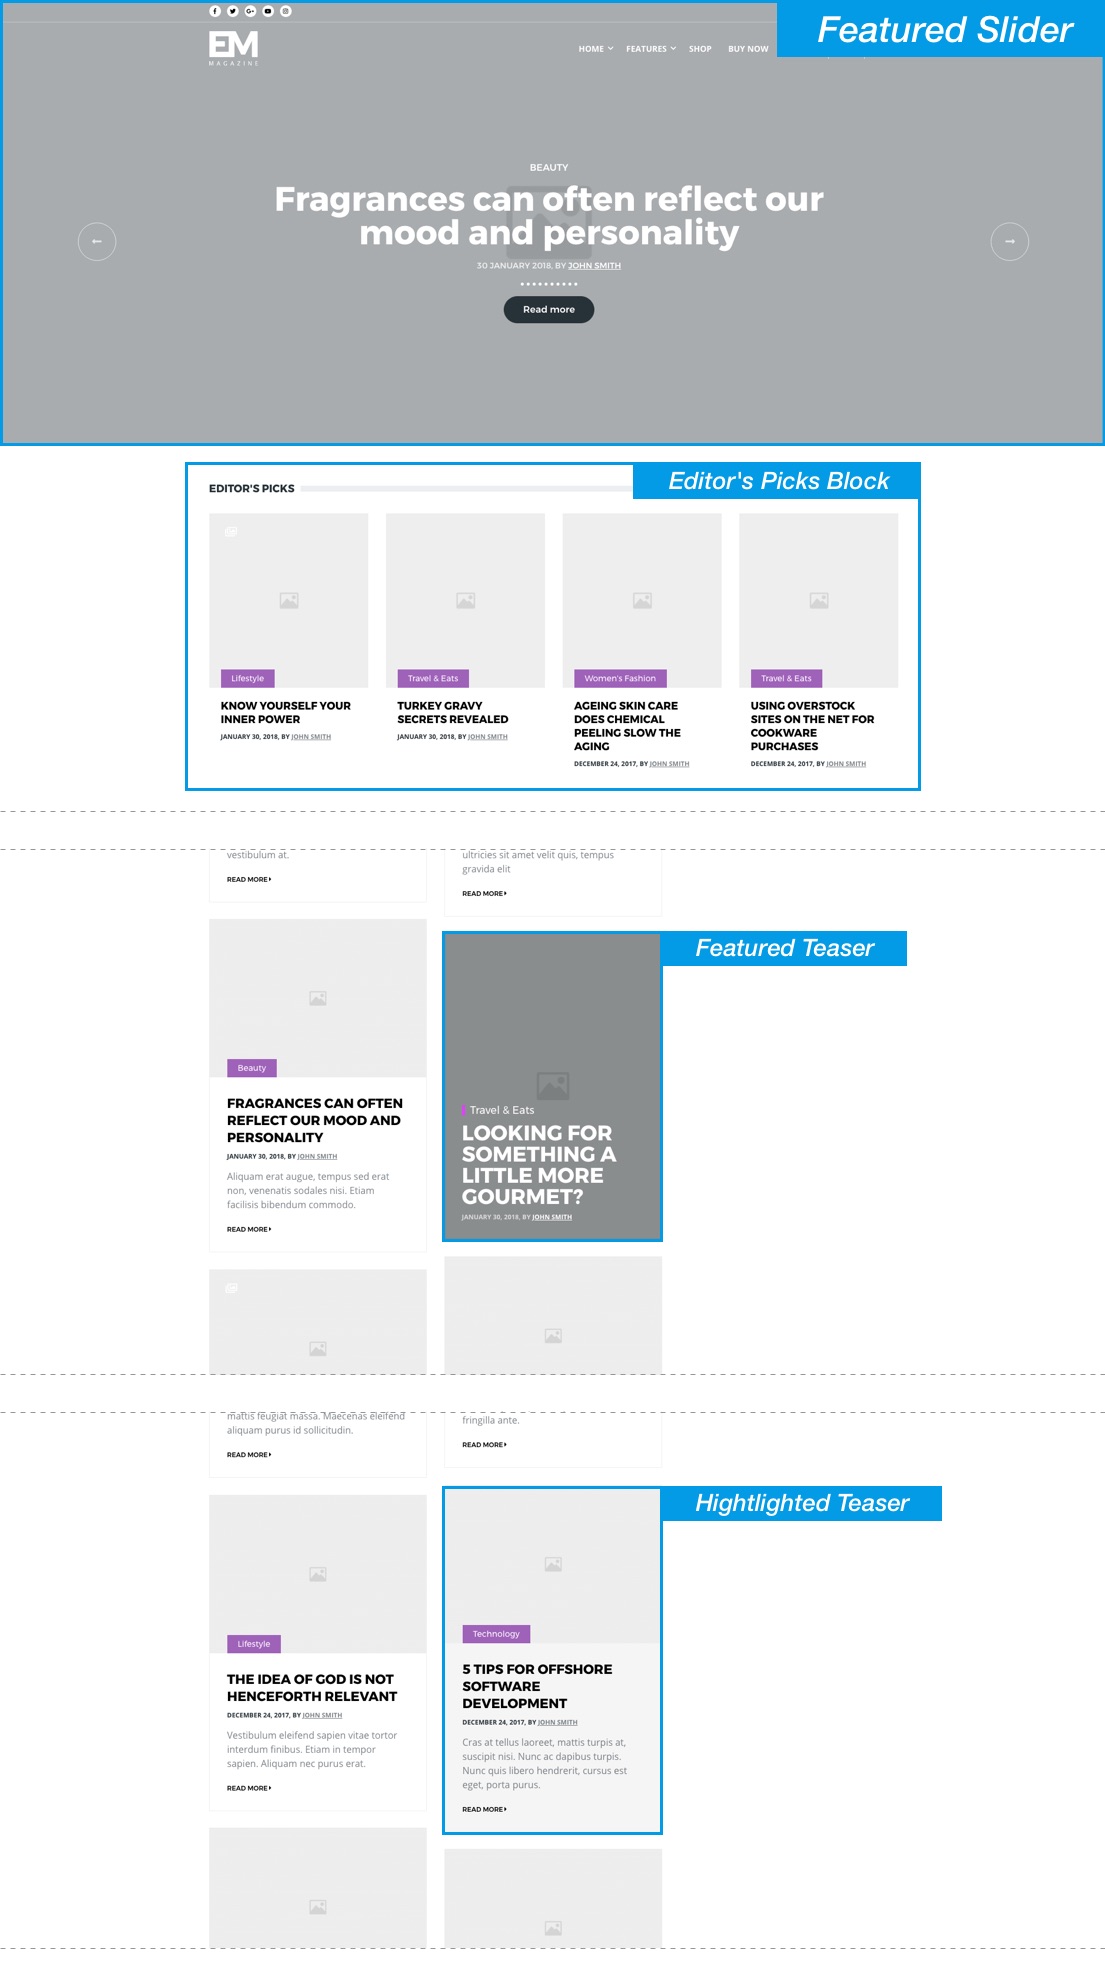 Featured Slider
EM
MAGAZINE
HOME FEATURES SHOP BUY NOW
BEAUTY
Fragrances can often reflect our
mood and personality
30 JANUARY 2018, BY JOHN SMITH
Read more
Editor's Picks Block
EDITOR'S PICKS
Lifestyle
KNOW YOURSELF YOUR
INNER POWER
JANUARY 30, 2018, BY JOHN SMITH
Travel & Eats
TURKEY GRAVY
SECRETS REVEALED
JANUARY 30, 2018, BY JOHN SMITH
Women's Fashion
AGEING SKIN CARE
DOES CHEMICAL
PEELING SLOW THE
AGING
DECEMBER 24, 2017, BY JOHN SMITH
Travel & Eats
USING OVERSTOCK
SITES ON THE NET FOR
COOKWARE
PURCHASES
DECEMBER 24, 2017, BY JOHN SMITH
vestibulum at.
READ MORE
ultricies sit amet velit quis, tempus
gravida elit
READ MORE
Beauty
FRAGRANCES CAN OFTEN
REFLECT OUR MOOD AND
PERSONALITY
JANUARY 30, 2018, BY JOHN SMITH
Aliquam erat augue, tempus sed erat
non, venenatis sodales nisi. Etiam
facilisis bibendum commodo.
READ MORE
Featured Teaser
Travel & Eats
LOOKING FOR
SOMETHING A
LITTLE MORE
GOURMET?
JANUARY 30, 2018, BY JOHN SMITH
mattis feugiat massa. Maecenas eleifend
aliquam purus id sollicitudin.
READ MORE
fringilla ante.
READ MORE
Lifestyle
THE IDEA OF GOD IS NOT
HENCEFORTH RELEVANT
DECEMBER 24, 2017, BY JOHN SMITH
Vestibulum eleifend sapien vitae tortor
interdum finibus. Etiam in tempor
sapien. Aliquam nec purus erat.
READ MORE
Hightlighted Teaser
Technology
5 TIPS FOR OFFSHORE
SOFTWARE
DEVELOPMENT
DECEMBER 24, 2017, BY JOHN SMITH
Cras at tellus laoreet, mattis turpis at,
suscipit nisi. Nunc ac dapibus turpis.
Nunc quis libero hendrerit, cursus est
eget, porta purus.
READ MORE